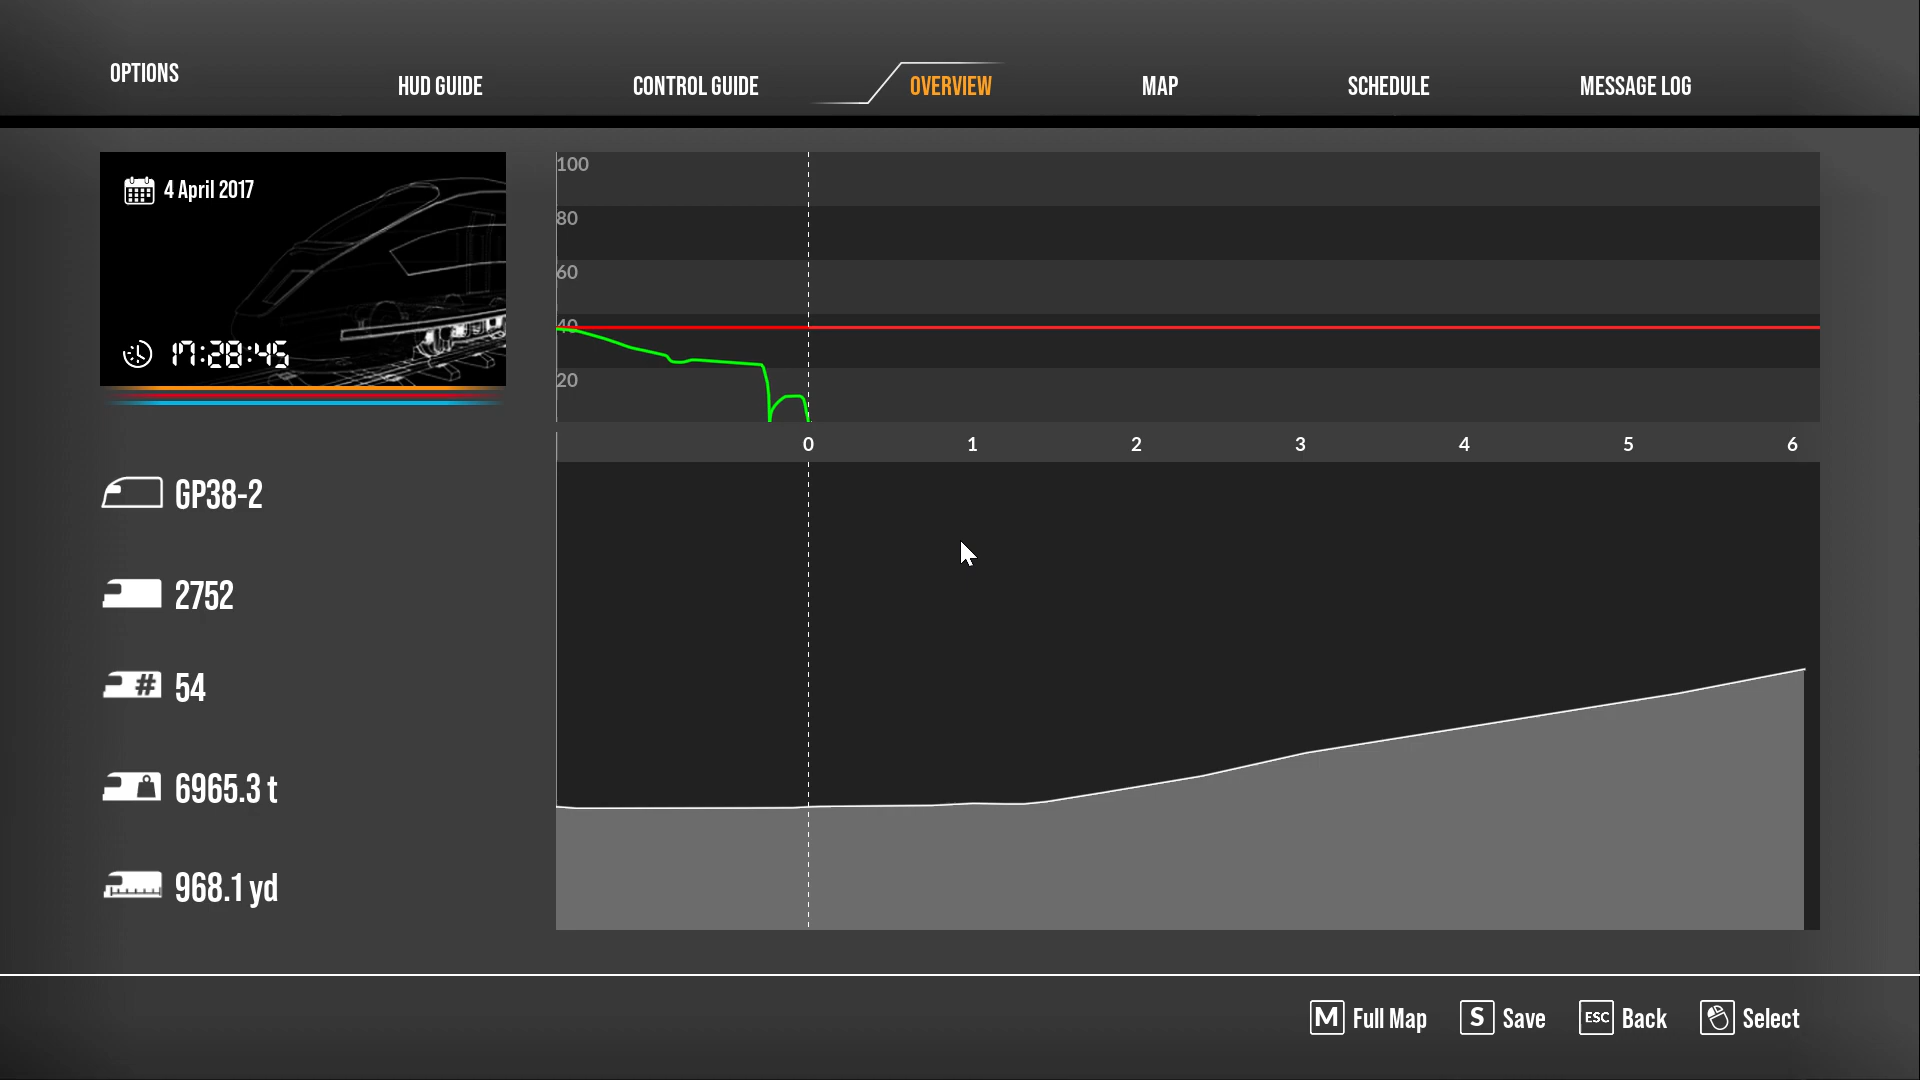 OPTIONS
HUD GUIDE
CONTROL GUIDE
OVERVIEW
MAP
SCHEDULE
MESSAGE LOG
4 April 2017
17:28:45
100
80
60
40
20
0 1 2 3 4 5 6
GP38-2
2752
# 54
6965.3 t
968.1 yd
M Full Map
S Save
ESC Back
Select